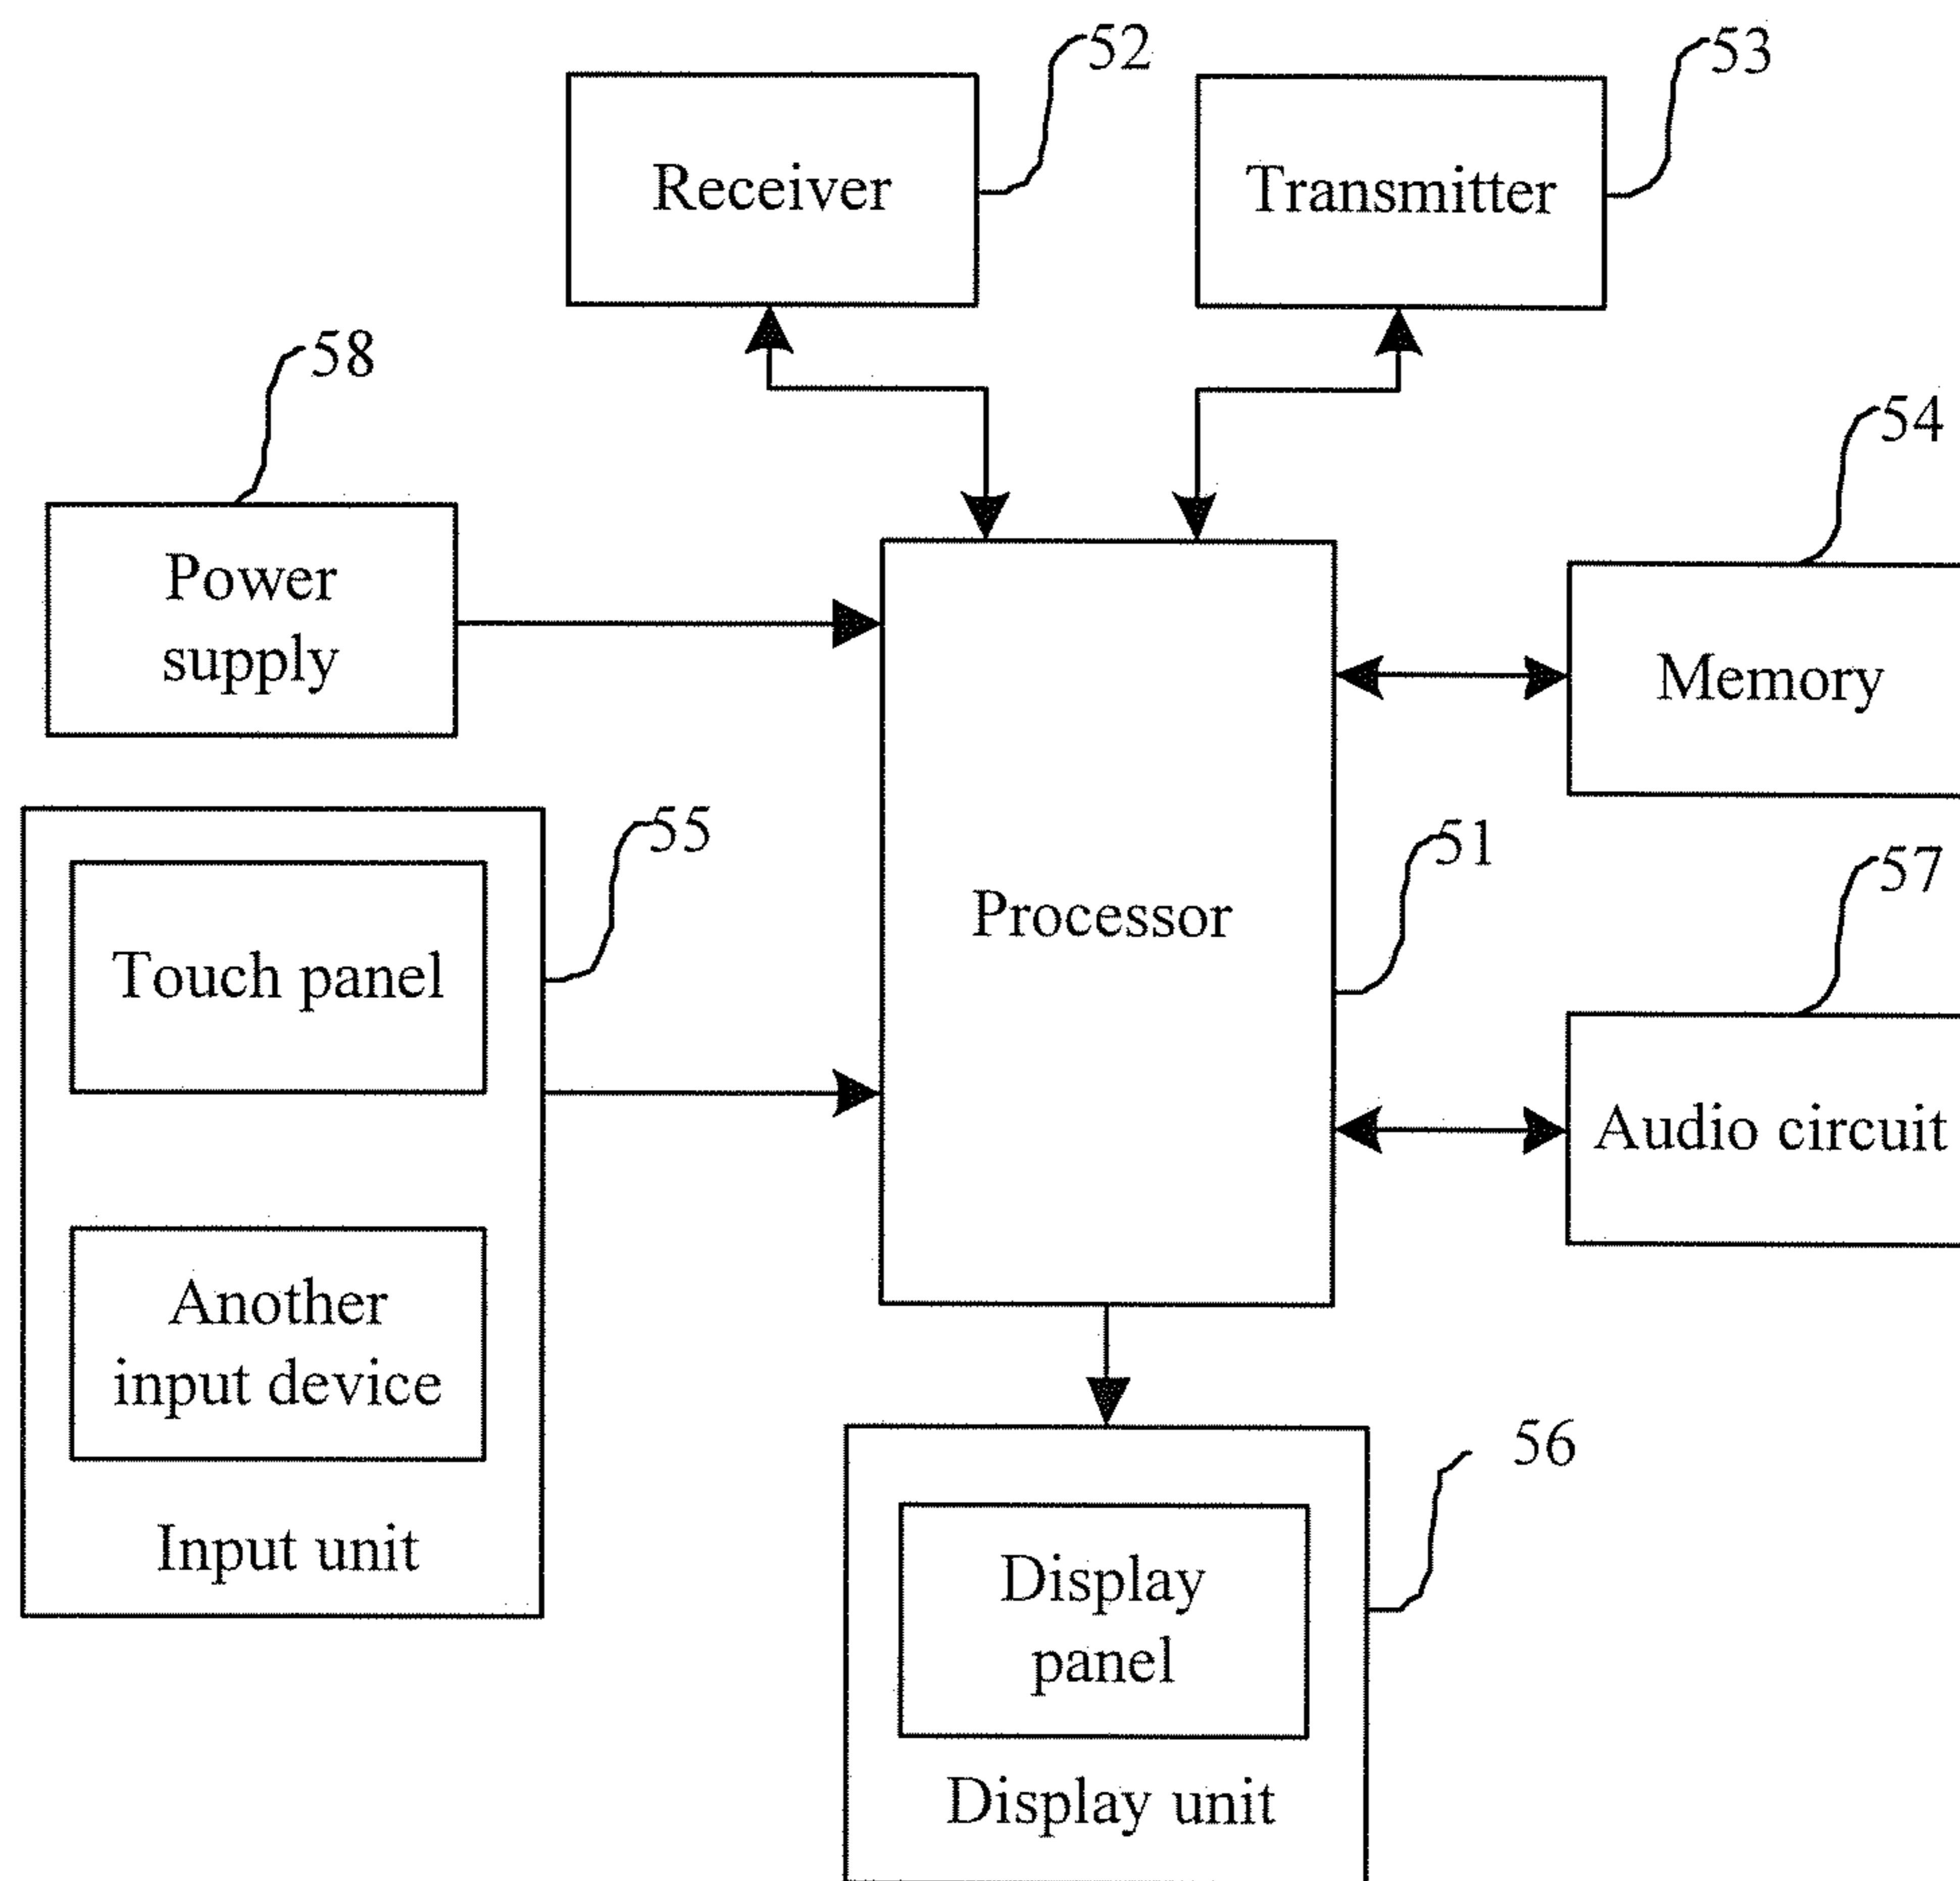 52
53
Receiver
Transmitter
58
54
Power
supply
Memory
55
51
57
Touch panel
Processor
Audio circuit
Another
input device
Input unit
56
Display
panel
Display unit